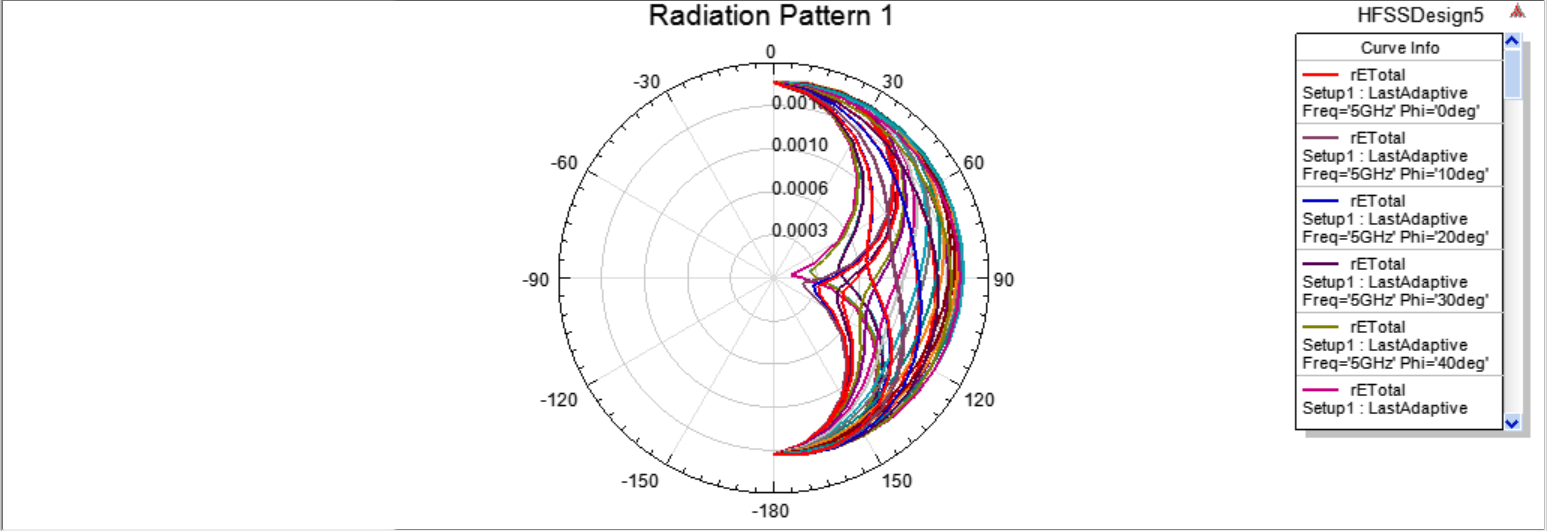 Radiation Pattern 1
HFSSDesign5
0
-30
30
-60
60
-90
90
-120
120
-150
150
-180
0.0010
0.0006
0.0003
Curve Info
rETotal
Setup1 : LastAdaptive
Freq='5GHz' Phi='0deg'
rETotal
Setup1 : LastAdaptive
Freq='5GHz' Phi='10deg'
rETotal
Setup1 : LastAdaptive
Freq='5GHz' Phi='20deg'
rETotal
Setup1 : LastAdaptive
Freq='5GHz' Phi='30deg'
rETotal
Setup1 : LastAdaptive
Freq='5GHz' Phi='40deg'
rETotal
Setup1 : LastAdaptive